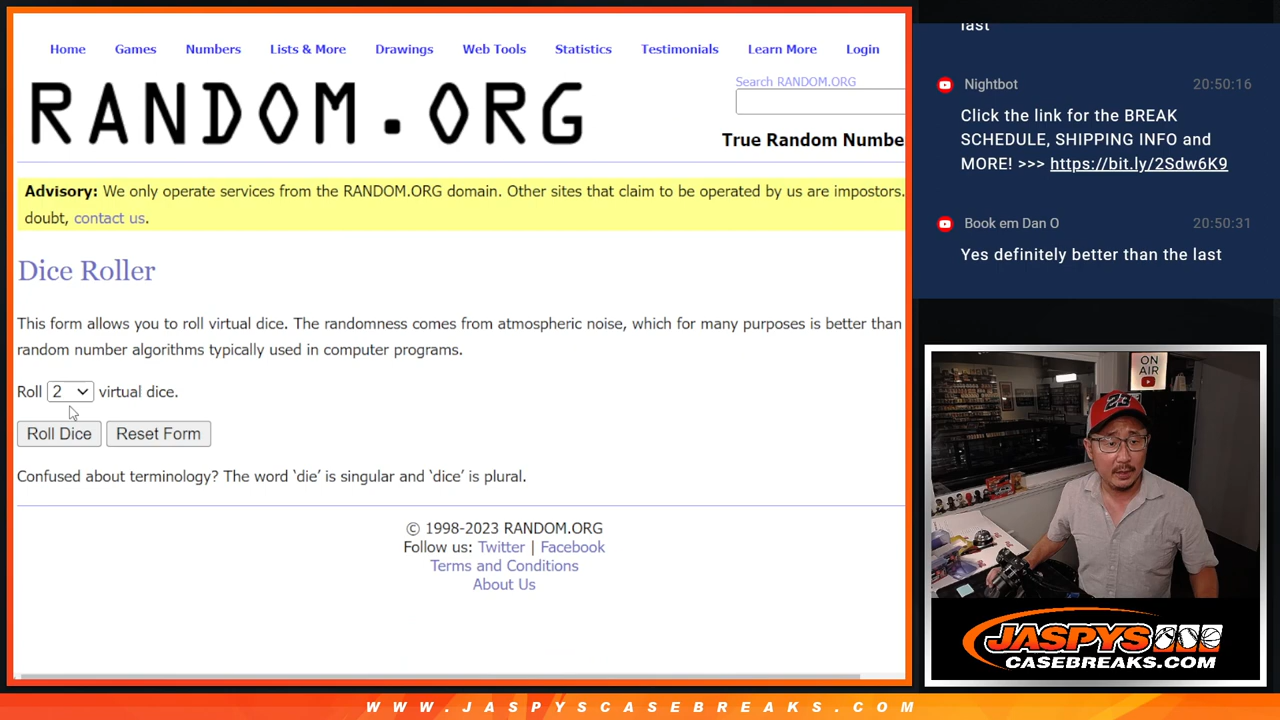 Home Games Numbers Lists & More Drawings Web Tools Statistics Testimonials Learn More Login
RANDOM.ORG
Search RANDOM.ORG
True Random Numbe
Advisory: We only operate services from the RANDOM.ORG domain. Other sites that claim to be operated by us are impostors.
doubt, contact us.
Dice Roller
This form allows you to roll virtual dice. The randomness comes from atmospheric noise, which for many purposes is better than
random number algorithms typically used in computer programs.
Roll 2 virtual dice.
Roll Dice Reset Form
Confused about terminology? The word ‘die’ is singular and ‘dice’ is plural.
© 1998-2023 RANDOM.ORG
Follow us: Twitter | Facebook
Terms and Conditions
About Us
last
Nightbot 20:50:16
Click the link for the BREAK
SCHEDULE, SHIPPING INFO and
MORE! >>> https://bit.ly/2Sdw6K9
Book em Dan O 20:50:31
Yes definitely better than the last
ON
AIR
23
JASPYS
CASEBREAKS.COM
WWW.JASPYSCASEBREAKS.COM